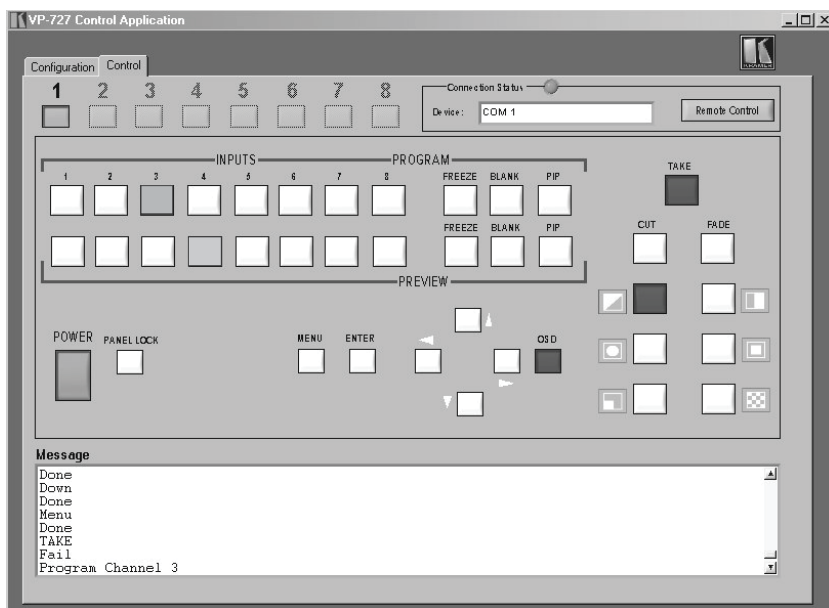 VP-727 Control Application
KRAMER
Configuration Control
1 2 3 4 5 6 7 8
Connection Status
Device: COM 1
Remote Control
INPUTS PROGRAM
1 2 3 4 5 6 7 8 FREEZE BLANK PIP
TAKE
FREEZE BLANK PIP
CUT FADE
PREVIEW
POWER PANEL LOCK MENU ENTER OSD
Message
Done
Down
Done
Menu
Done
TAKE
Fail
Program Channel 3